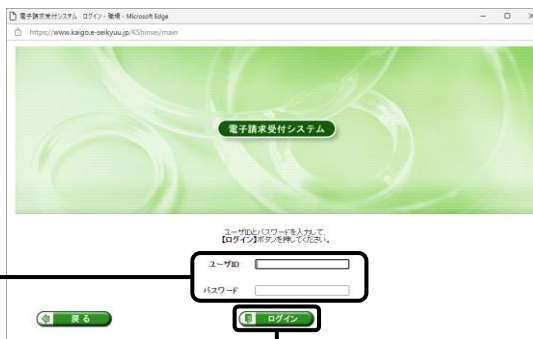 電子請求受付システム ログイン - 職場 - Microsoft Edge
https://www.kaigo.e-seikyuu.jp/KShinsei/main
電子請求受付システム
ユーザIDとパスワードを入力して、
【ログイン】ボタンを押してください。
ユーザID
パスワード
戻る
ログイン